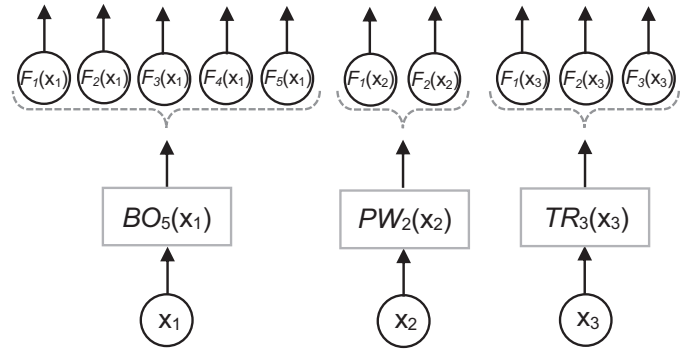 F₁(x₁) F₂(x₁) F₃(x₁) F₄(x₁) F₅(x₁) F₁(x₂) F₂(x₂) F₁(x₃) F₂(x₃) F₃(x₃)
BO₅(x₁) PW₂(x₂) TR₃(x₃)
x₁ x₂ x₃